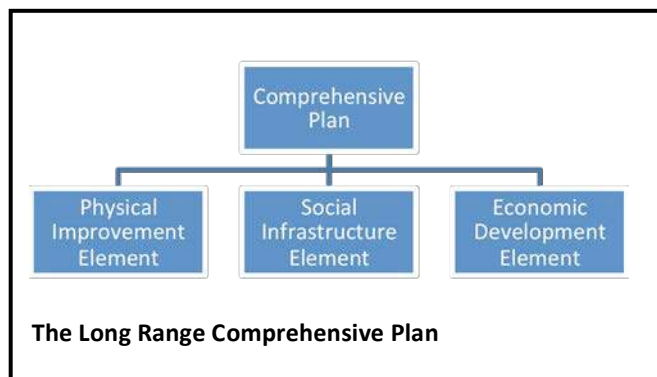 Comprehensive
Plan
Physical
Improvement
Element
Social
Infrastructure
Element
Economic
Development
Element
The Long Range Comprehensive Plan